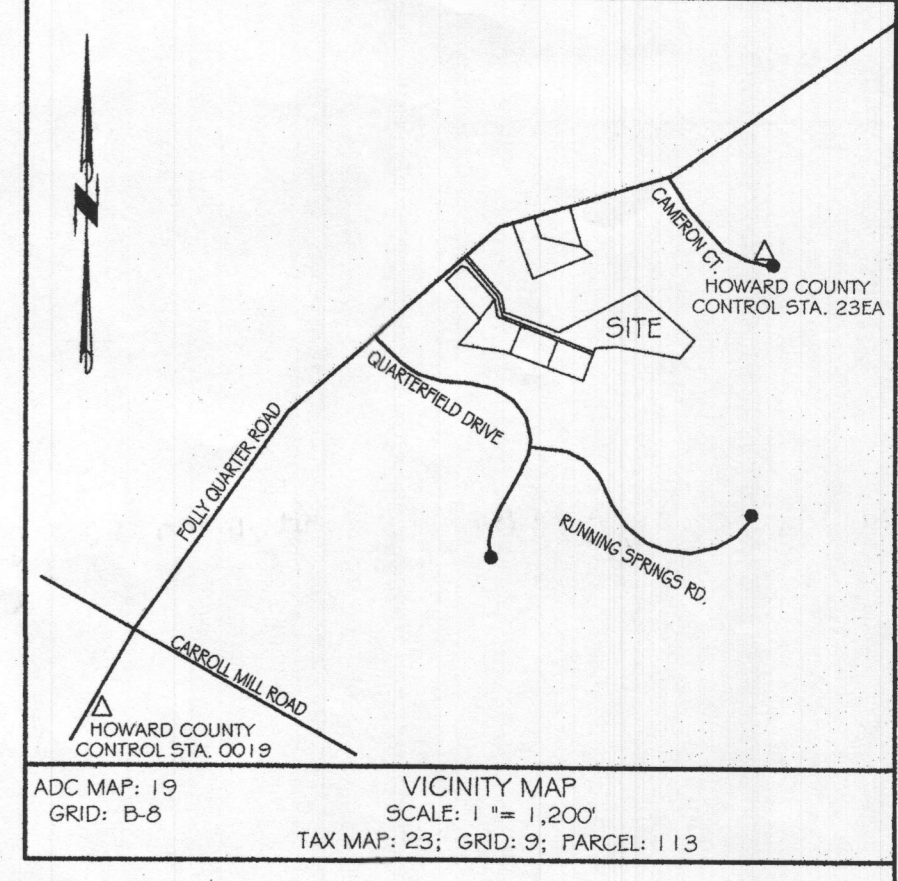 CAMERON CT.
HOWARD COUNTY
CONTROL STA. 23EA
SITE
QUARTERFIELD DRIVE
FOLLY QUARTER ROAD
RUNNING SPRINGS RD.
CARROLL MILL ROAD
HOWARD COUNTY
CONTROL STA. 0019
ADC MAP: 19
GRID: B-8
VICINITY MAP
SCALE: 1 "= 1,200'
TAX MAP: 23; GRID: 9; PARCEL: 113